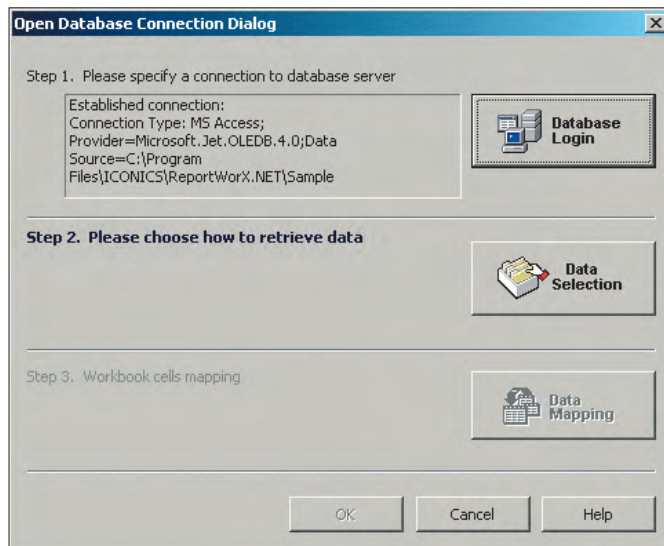 Open Database Connection Dialog
Step 1. Please specify a connection to database server
Established connection:
Connection Type: MS Access;
Provider=Microsoft.Jet.OLEDB.4.0;Data
Source=C:\Program
Files\ICONICS\ReportWorX.NET\Sample
Database
Login
Step 2. Please choose how to retrieve data
Data
Selection
Step 3. Workbook cells mapping
Data
Mapping
OK
Cancel
Help